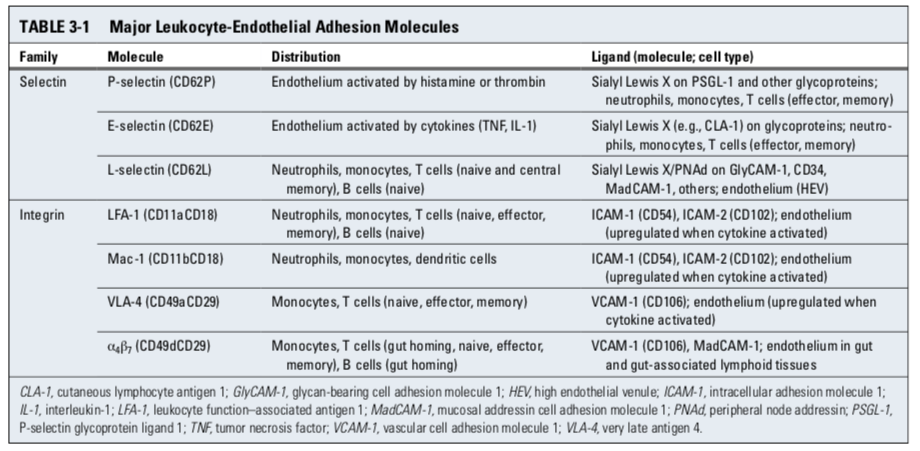 TABLE 3-1 Major Leukocyte-Endothelial Adhesion Molecules
Family Molecule Distribution Ligand (molecule; cell type)
Selectin P-selectin (CD62P) Endothelium activated by histamine or thrombin Sialyl Lewis X on PSGL-1 and other glycoproteins;
neutrophils, monocytes, T cells (effector, memory)
E-selectin (CD62E) Endothelium activated by cytokines (TNF, IL-1) Sialyl Lewis X (e.g., CLA-1) on glycoproteins; neutro-
phils, monocytes, T cells (effector, memory)
L-selectin (CD62L) Neutrophils, monocytes, T cells (naive and central Sialyl Lewis X/PNAd on GlyCAM-1, CD34,
memory), B cells (naive) MadCAM-1, others; endothelium (HEV)
Integrin LFA-1 (CD11aCD18) Neutrophils, monocytes, T cells (naive, effector, ICAM-1 (CD54), ICAM-2 (CD102); endothelium
memory), B cells (naive) (upregulated when cytokine activated)
Mac-1 (CD11bCD18) Neutrophils, monocytes, dendritic cells ICAM-1 (CD54), ICAM-2 (CD102); endothelium
(upregulated when cytokine activated)
VLA-4 (CD49aCD29) Monocytes, T cells (naive, effector, memory) VCAM-1 (CD106); endothelium (upregulated when
cytokine activated)
α₄β₇ (CD49dCD29) Monocytes, T cells (gut homing, naive, effector, VCAM-1 (CD106), MadCAM-1; endothelium in gut
memory), B cells (gut homing) and gut-associated lymphoid tissues
CLA-1, cutaneous lymphocyte antigen 1; GlyCAM-1, glycan-bearing cell adhesion molecule 1; HEV, high endothelial venule; ICAM-1, intracellular adhesion molecule 1;
IL-1, interleukin-1; LFA-1, leukocyte function–associated antigen 1; MadCAM-1, mucosal addressin cell adhesion molecule 1; PNAd, peripheral node addressin; PSGL-1,
P-selectin glycoprotein ligand 1; TNF, tumor necrosis factor; VCAM-1, vascular cell adhesion molecule 1; VLA-4, very late antigen 4.